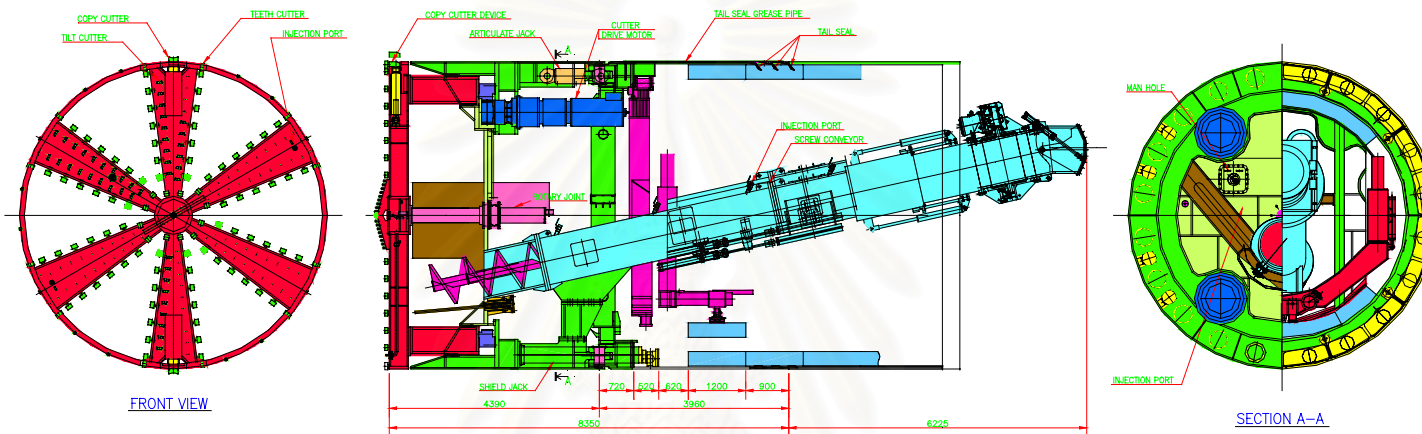 COPY CUTTER
TEETH CUTTER
TILT CUTTER
INJECTION PORT
FRONT VIEW
COPY CUTTER DEVICE
ARTICULATE JACK
A
CUTTER
DRIVE MOTOR
TAIL SEAL GREASE PIPE
TAIL SEAL
INJECTION PORT
SCREW CONVEYOR
ROTARY JOINT
SHIELD JACK
A
720
520
620
1200
900
4390
3960
8350
6225
MAN HOLE
INJECTION PORT
SECTION A-A